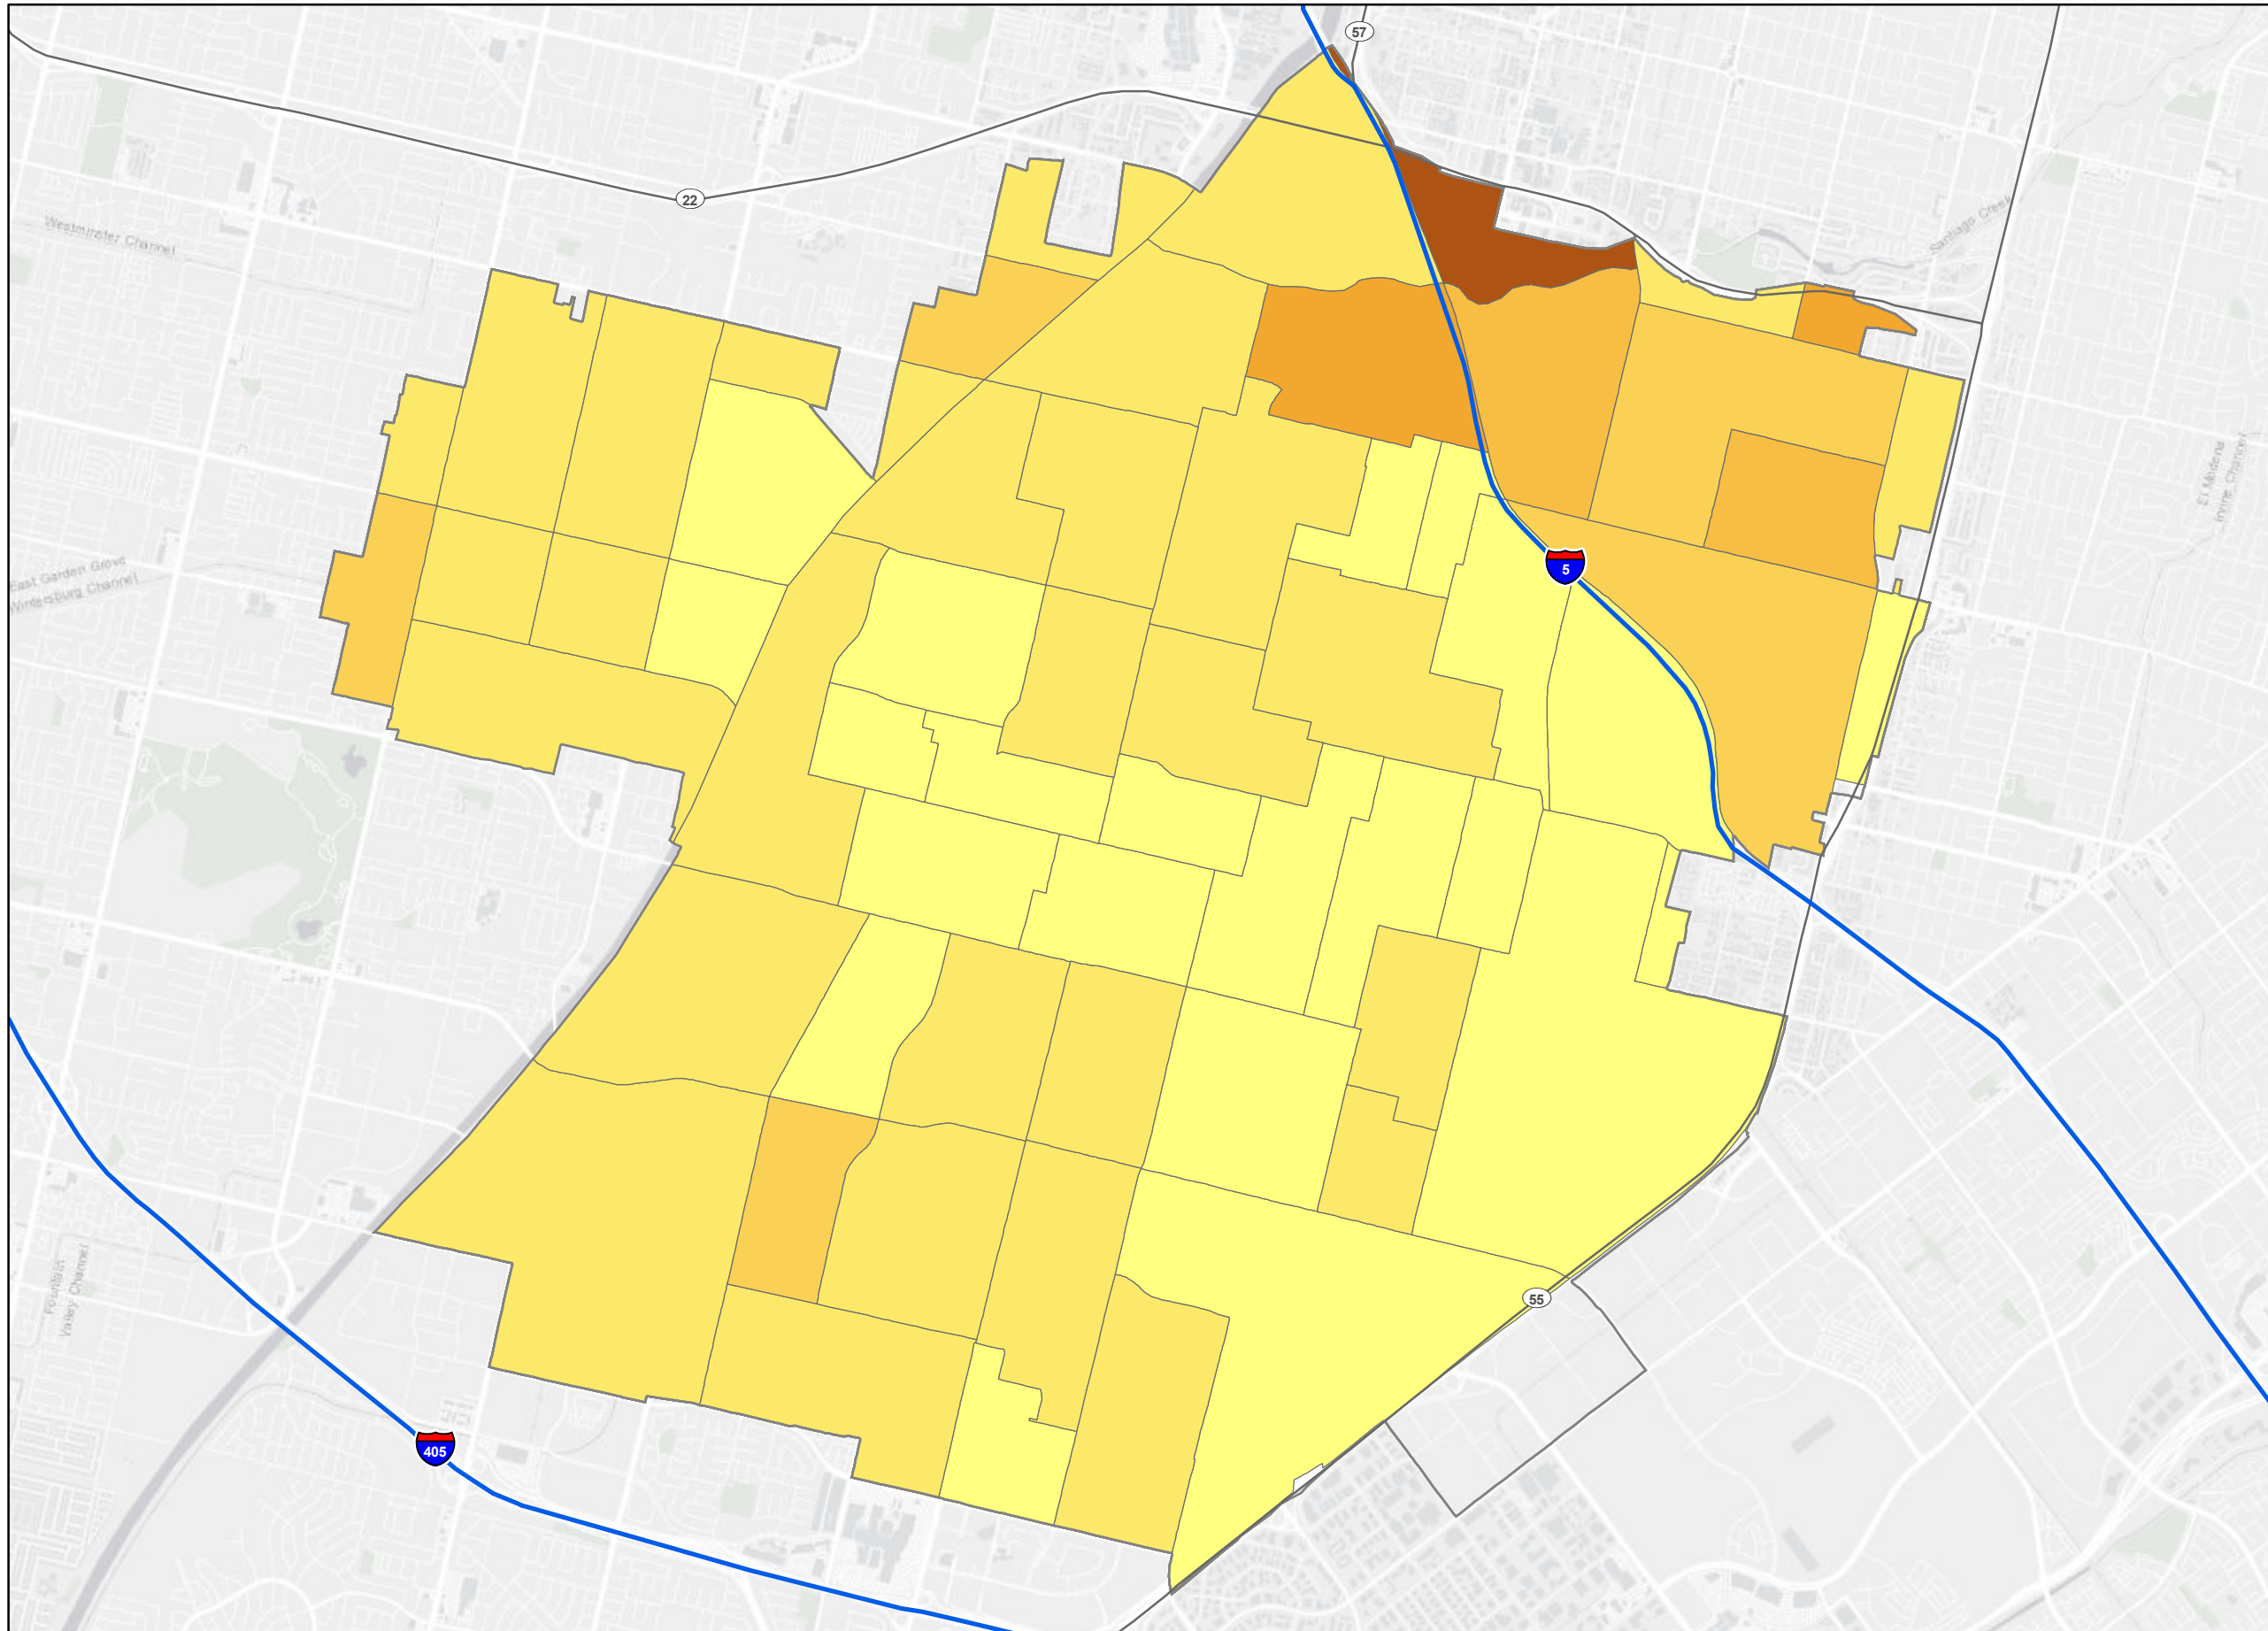 57
22
Westminster Channel
Santiago Creek
El Modena
Irvine Channel
East Garden Grove
Wintersburg Channel
5
Fountain
Valley Channel
55
405